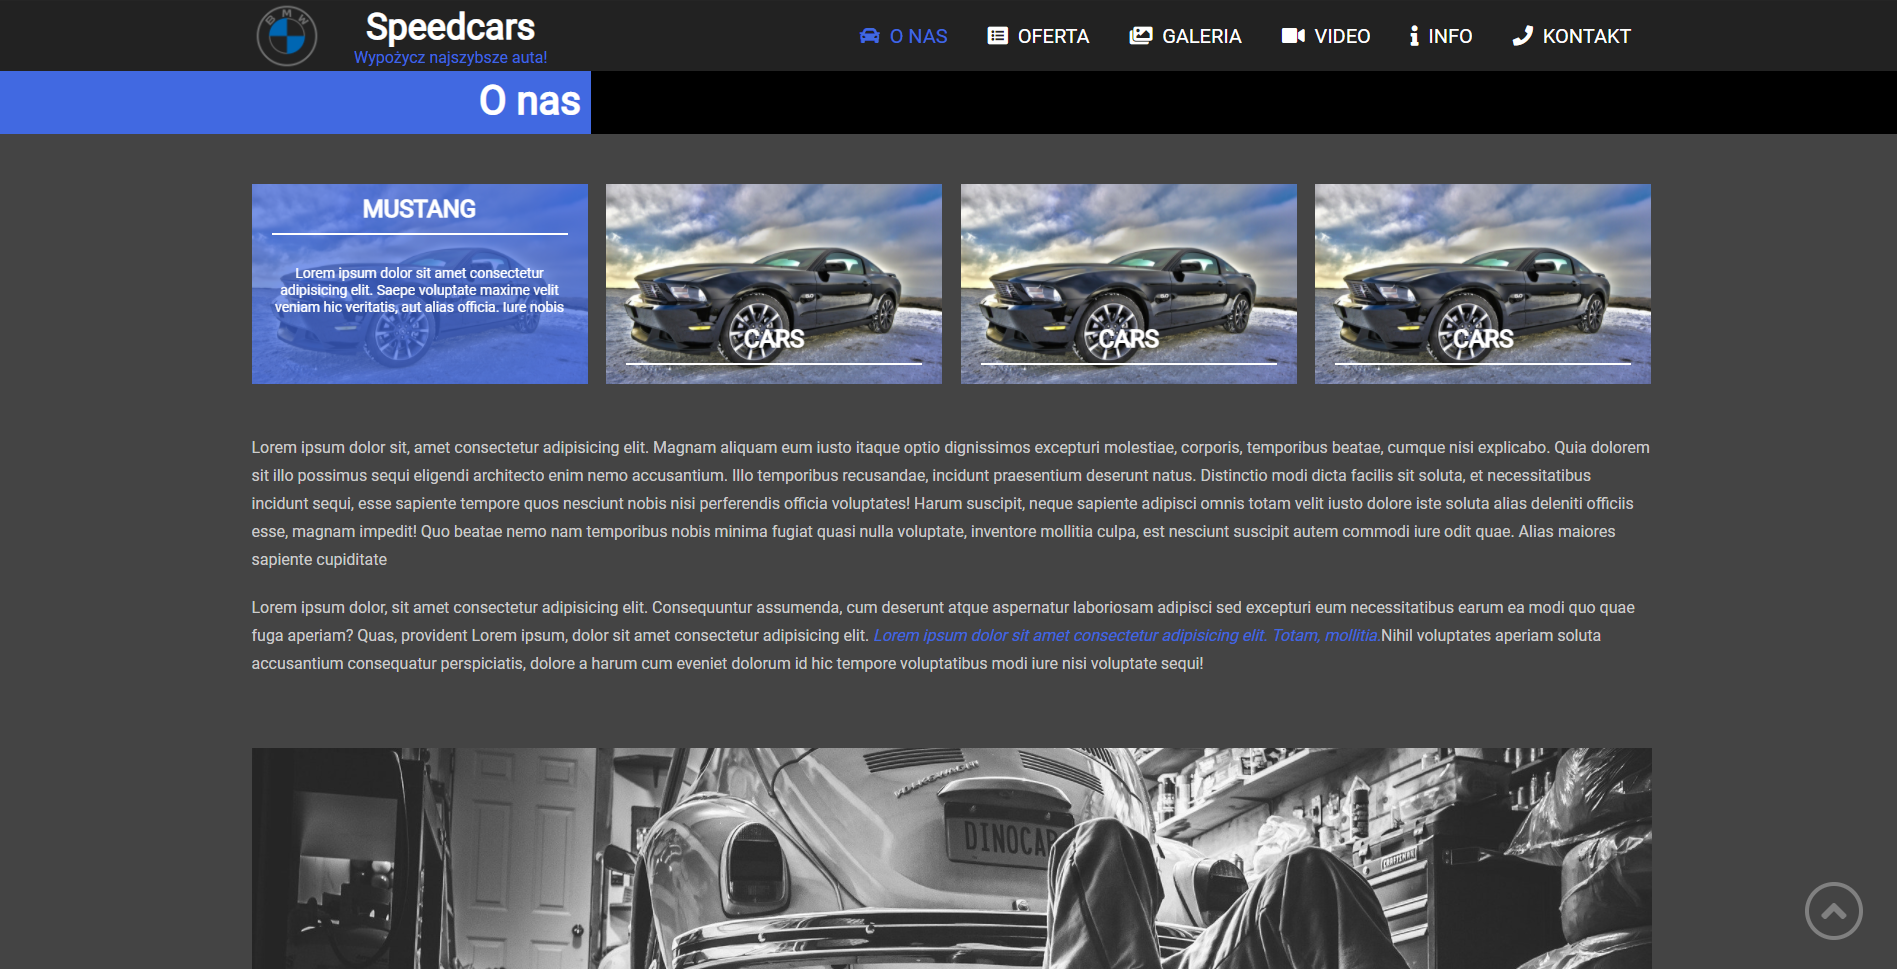 BMW
Speedcars
Wypożycz najszybsze auta!
O NAS
OFERTA
GALERIA
VIDEO
INFO
KONTAKT
O nas
MUSTANG
Lorem ipsum dolor sit amet consectetur
adipisicing elit. Saepe voluptate maxime velit
veniam hic veritatis, aut alias officia. Iure nobis
5.0
CARS
5.0
CARS
5.0
CARS
Lorem ipsum dolor sit, amet consectetur adipisicing elit. Magnam aliquam eum iusto itaque optio dignissimos excepturi molestiae, corporis, temporibus beatae, cumque nisi explicabo. Quia dolorem
sit illo possimus sequi eligendi architecto enim nemo accusantium. Illo temporibus recusandae, incidunt praesentium deserunt natus. Distinctio modi dicta facilis sit soluta, et necessitatibus
incidunt sequi, esse sapiente tempore quos nesciunt nobis nisi perferendis officia voluptates! Harum suscipit, neque sapiente adipisci omnis totam velit iusto dolore iste soluta alias deleniti officiis
esse, magnam impedit! Quo beatae nemo nam temporibus nobis minima fugiat quasi nulla voluptate, inventore mollitia culpa, est nesciunt suscipit autem commodi iure odit quae. Alias maiores
sapiente cupiditate
Lorem ipsum dolor, sit amet consectetur adipisicing elit. Consequuntur assumenda, cum deserunt atque aspernatur laboriosam adipisci sed excepturi eum necessitatibus earum ea modi quo quae
fuga aperiam? Quas, provident Lorem ipsum, dolor sit amet consectetur adipisicing elit. Lorem ipsum dolor sit amet consectetur adipisicing elit. Totam, mollitia.Nihil voluptates aperiam soluta
accusantium consequatur perspiciatis, dolore a harum cum eveniet dolorum id hic tempore voluptatibus modi iure nisi voluptate sequi!
VOLKSWAGEN
DINOCAR
CRAFTSMAN